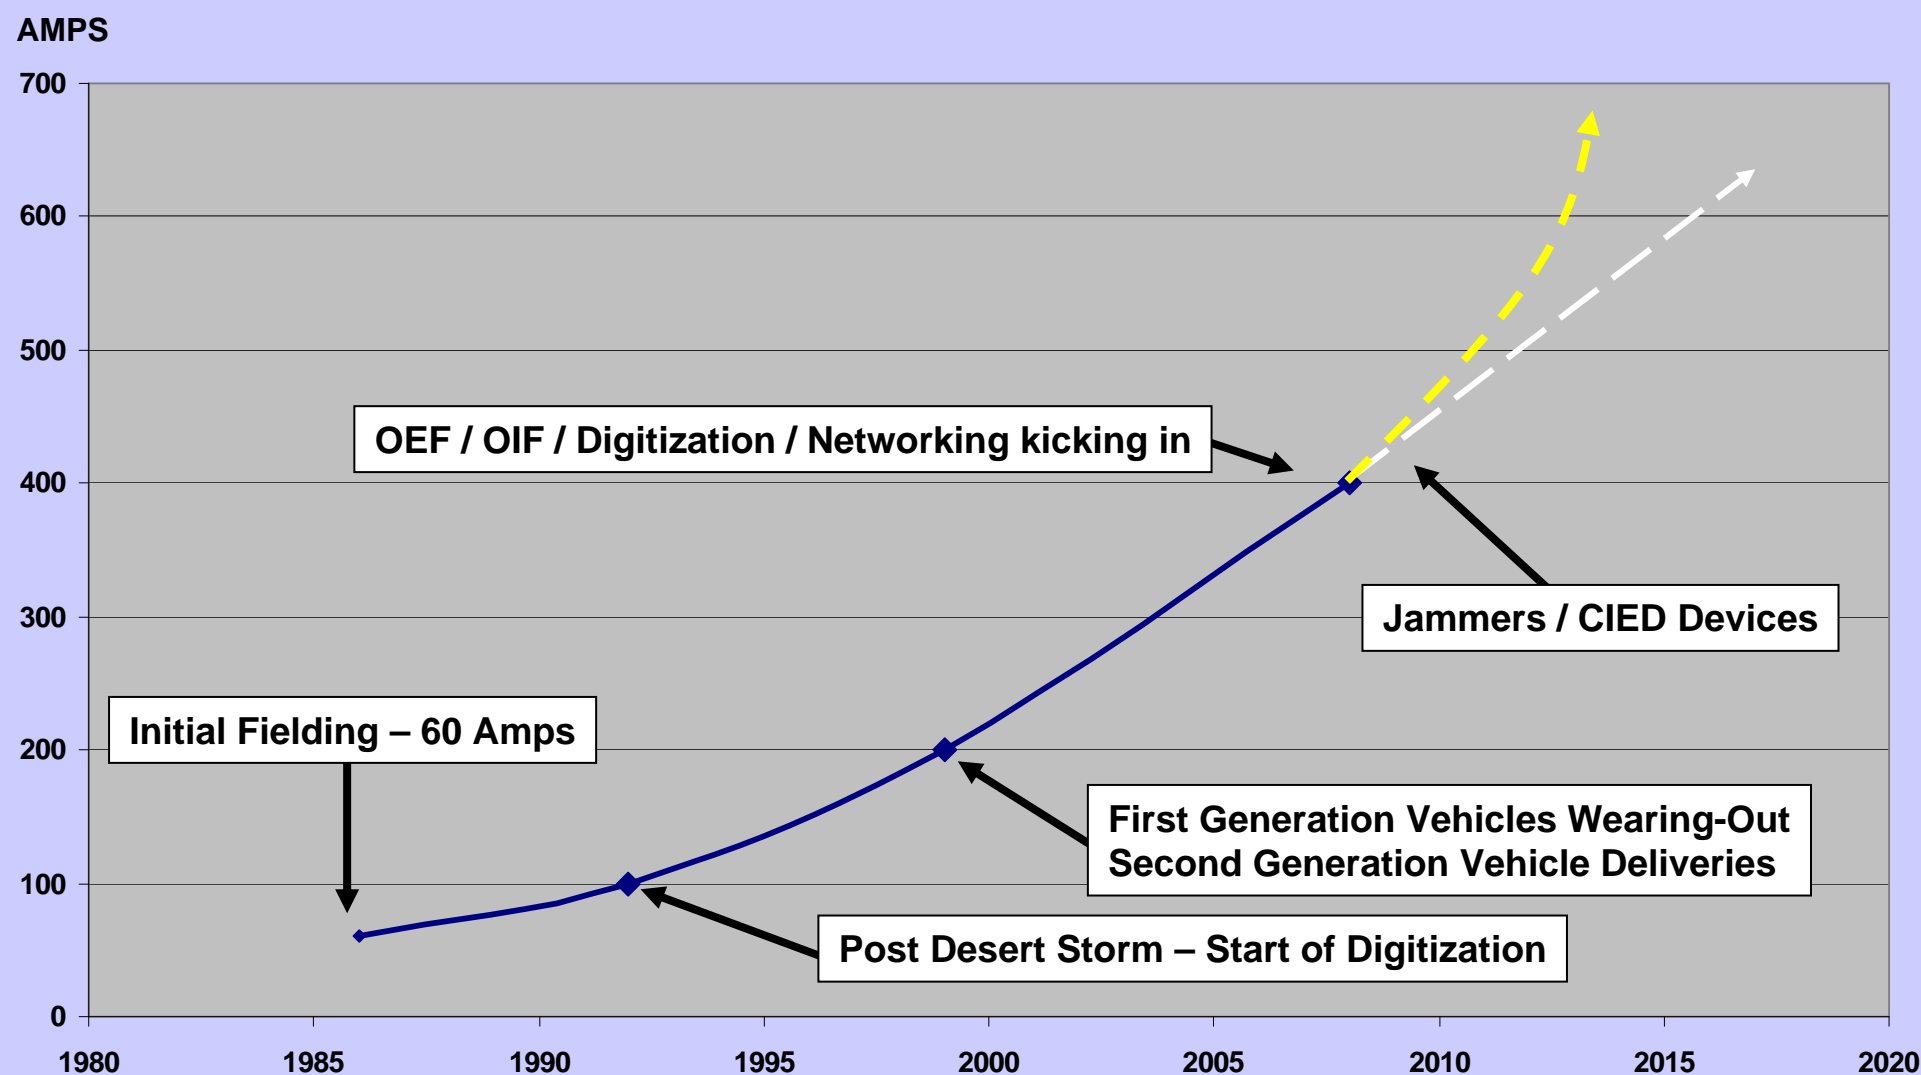 AMPS
700
600
500
400
300
200
100
0
OEF / OIF / Digitization / Networking kicking in
Jammers / CIED Devices
Initial Fielding – 60 Amps
First Generation Vehicles Wearing-Out
Second Generation Vehicle Deliveries
Post Desert Storm – Start of Digitization
1980 1985 1990 1995 2000 2005 2010 2015 2020